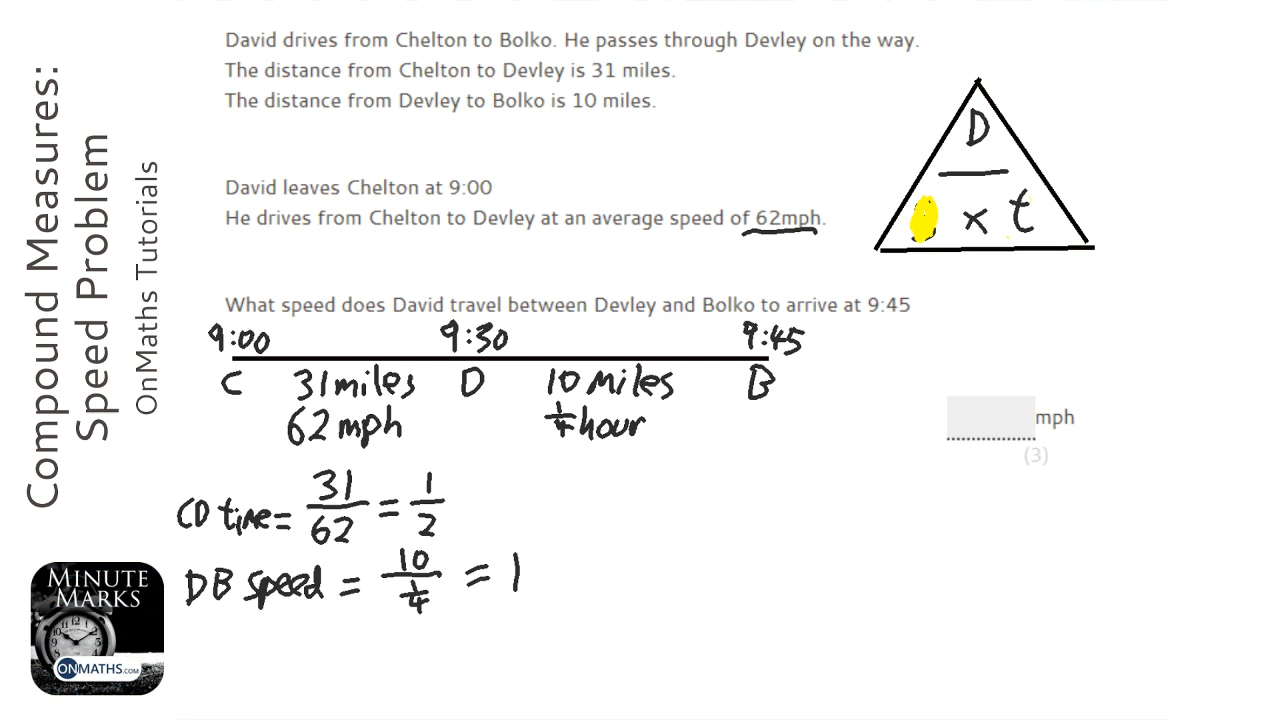 Compound Measures:
Speed Problem
OnMaths Tutorials
David drives from Chelton to Bolko. He passes through Devley on the way.
The distance from Chelton to Devley is 31 miles.
The distance from Devley to Bolko is 10 miles.
David leaves Chelton at 9:00
He drives from Chelton to Devley at an average speed of 62mph.
D
× t
What speed does David travel between Devley and Bolko to arrive at 9:45
9:00 9:30 9:45
C 31 miles D 10 Miles B
62 mph 1/4 hour
mph
(3)
CD time = 31/62 = 1/2
DB speed = 10/(1/4) = 1
MINUTE
MARKS
ONMATHS.COM